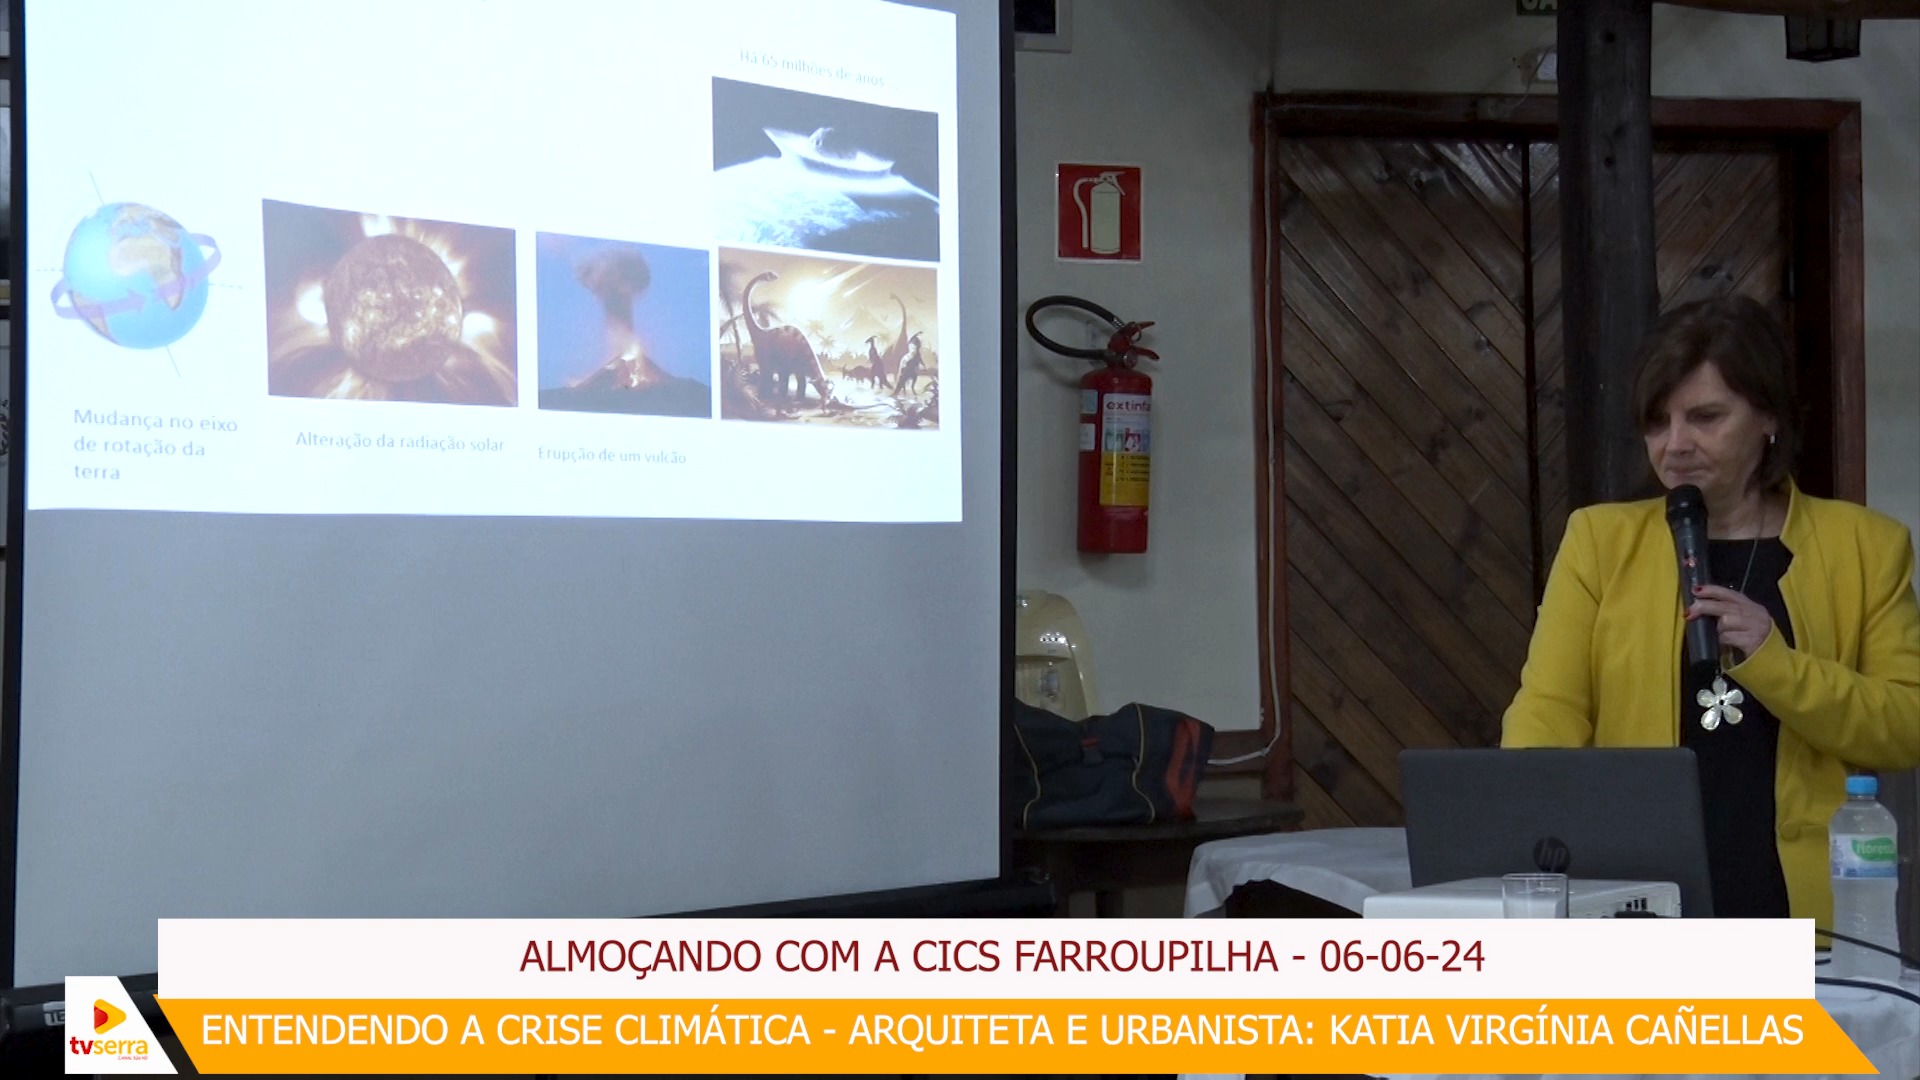 Há 65 milhões de anos
Mudança no eixo
de rotação da
terra
Alteração da radiação solar
Erupção de um vulcão
extinfa
hp
ALMOÇANDO COM A CICS FARROUPILHA - 06-06-24
tvserra
ENTENDENDO A CRISE CLIMÁTICA - ARQUITETA E URBANISTA: KATIA VIRGÍNIA CAÑELLAS